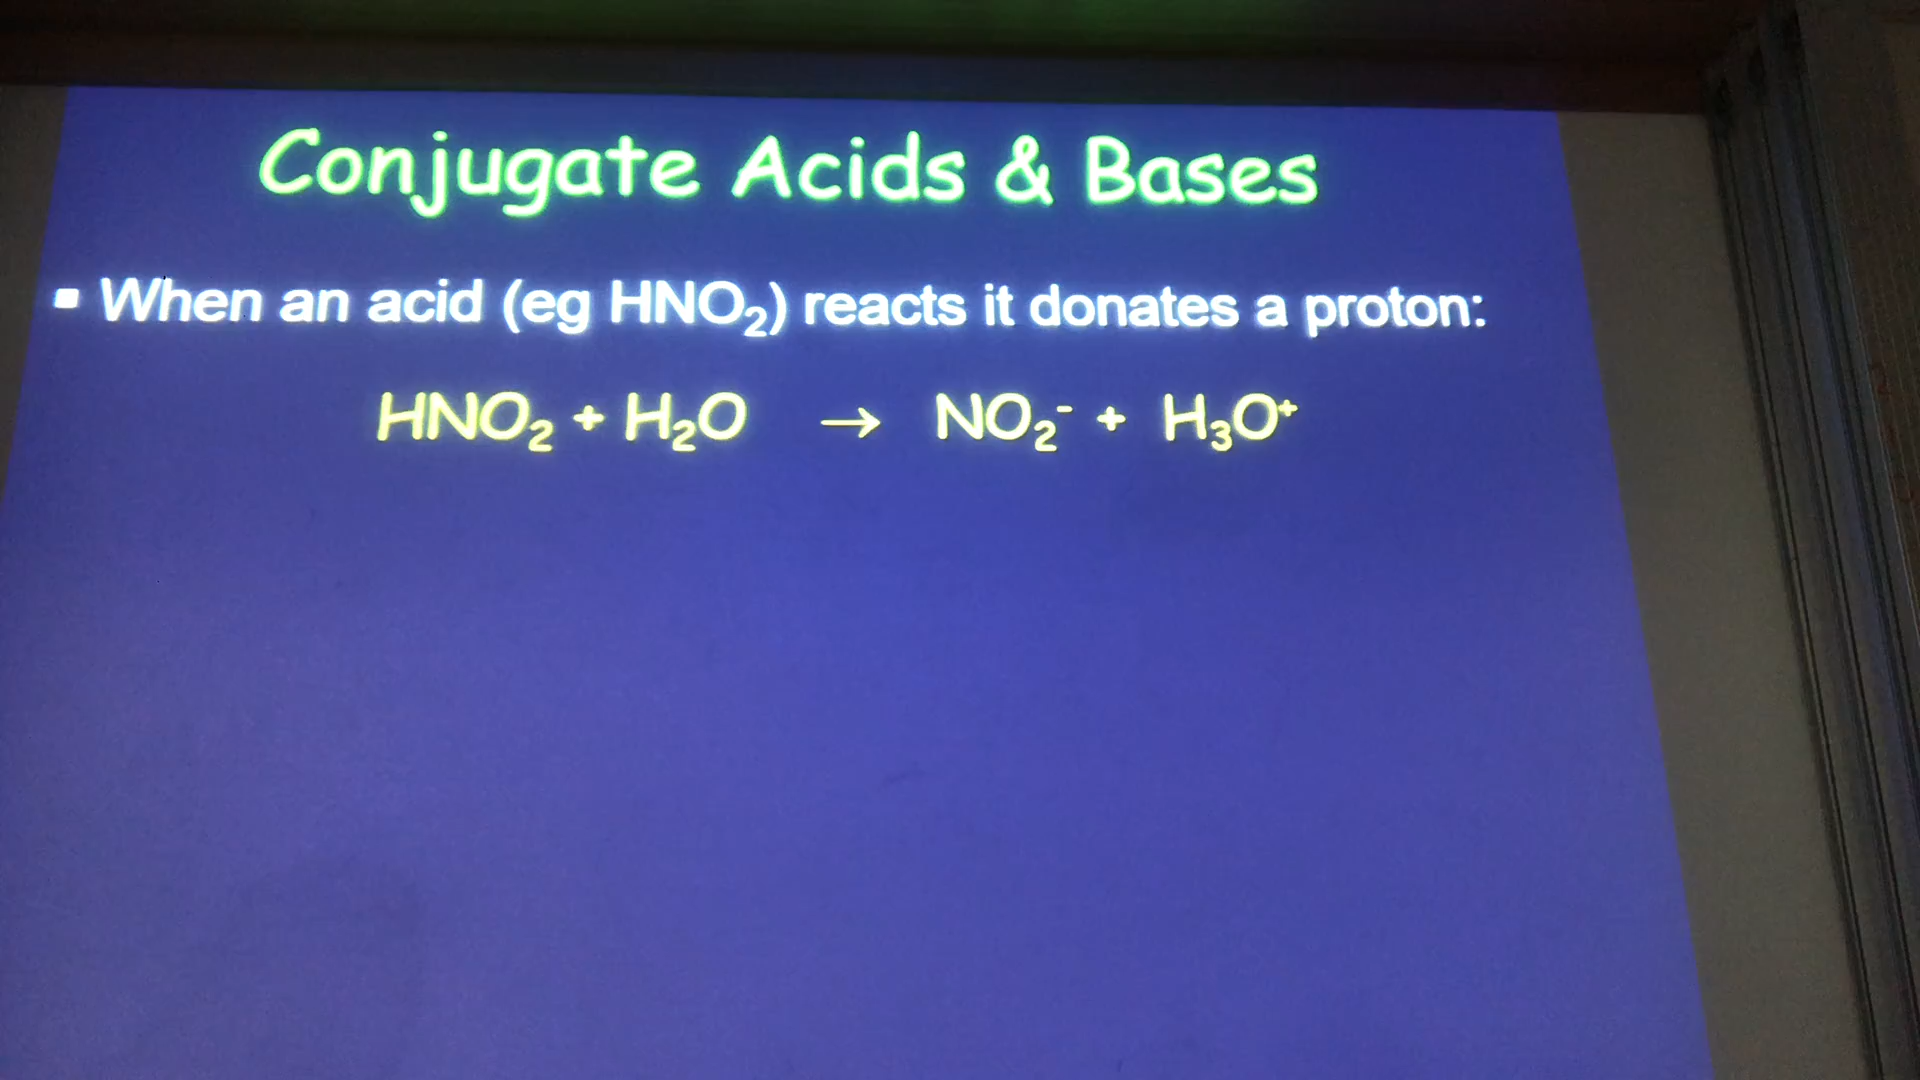 Conjugate Acids & Bases
▪ When an acid (eg HNO₂) reacts it donates a proton:
HNO₂ + H₂O → NO₂⁻ + H₃O⁺